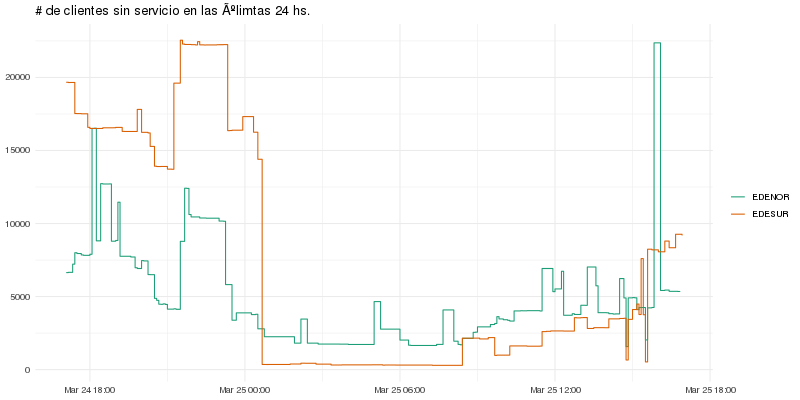 # de clientes sin servicio en las Ãºlimtas 24 hs.
20000
15000
10000
5000
0
Mar 24 18:00
Mar 25 00:00
Mar 25 06:00
Mar 25 12:00
Mar 25 18:00
EDENOR
EDESUR